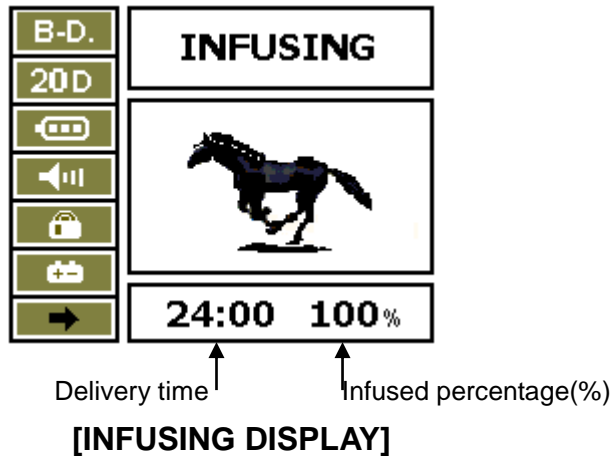 B-D.
INFUSING
20D
24:00 100%
Delivery time Infused percentage(%)
[INFUSING DISPLAY]